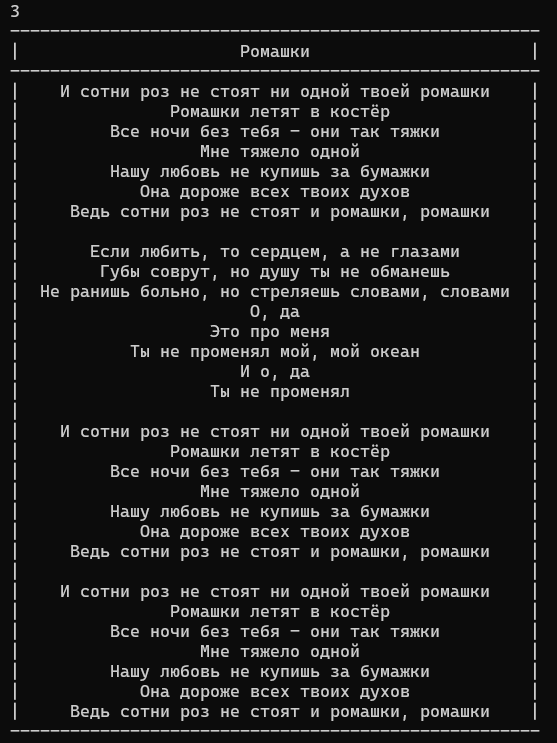 3
Ромашки
И сотни роз не стоят ни одной твоей ромашки
Ромашки летят в костёр
Все ночи без тебя – они так тяжки
Мне тяжело одной
Нашу любовь не купишь за бумажки
Она дороже всех твоих духов
Ведь сотни роз не стоят и ромашки, ромашки
Если любить, то сердцем, а не глазами
Губы соврут, но душу ты не обманешь
Не ранишь больно, но стреляешь словами, словами
О, да
Это про меня
Ты не променял мой, мой океан
И о, да
Ты не променял
И сотни роз не стоят ни одной твоей ромашки
Ромашки летят в костёр
Все ночи без тебя – они так тяжки
Мне тяжело одной
Нашу любовь не купишь за бумажки
Она дороже всех твоих духов
Ведь сотни роз не стоят и ромашки, ромашки
И сотни роз не стоят ни одной твоей ромашки
Ромашки летят в костёр
Все ночи без тебя – они так тяжки
Мне тяжело одной
Нашу любовь не купишь за бумажки
Она дороже всех твоих духов
Ведь сотни роз не стоят и ромашки, ромашки